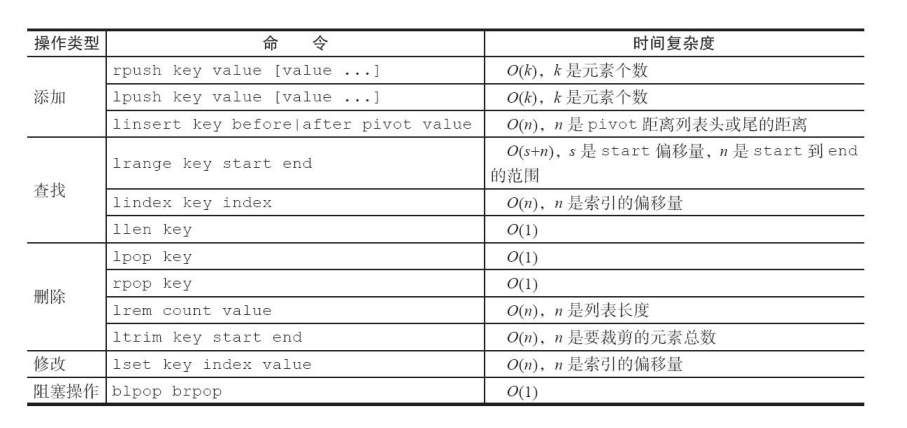 操作类型 命 令 时间复杂度
添加 rpush key value [value ...] O(k)，k 是元素个数
lpush key value [value ...] O(k)，k 是元素个数
linsert key before|after pivot value O(n)，n 是 pivot 距离列表头或尾的距离
查找 lrange key start end O(s+n)，s 是 start 偏移量，n 是 start 到 end
的范围
lindex key index O(n)，n 是索引的偏移量
llen key O(1)
删除 lpop key O(1)
rpop key O(1)
lrem count value O(n)，n 是列表长度
ltrim key start end O(n)，n 是要裁剪的元素总数
修改 lset key index value O(n)，n 是索引的偏移量
阻塞操作 blpop brpop O(1)